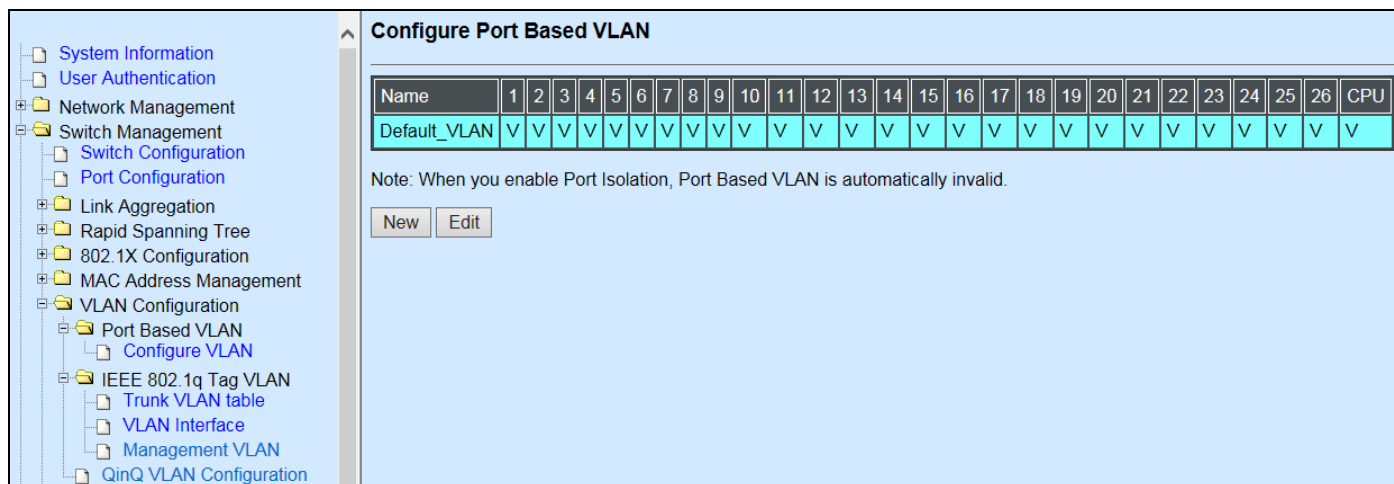 System Information
User Authentication
Network Management
Switch Management
Switch Configuration
Port Configuration
Link Aggregation
Rapid Spanning Tree
802.1X Configuration
MAC Address Management
VLAN Configuration
Port Based VLAN
Configure VLAN
IEEE 802.1q Tag VLAN
Trunk VLAN table
VLAN Interface
Management VLAN
QinQ VLAN Configuration
Configure Port Based VLAN
Name 1 2 3 4 5 6 7 8 9 10 11 12 13 14 15 16 17 18 19 20 21 22 23 24 25 26 CPU
Default_VLAN V V V V V V V V V V V V V V V V V V V V V V V V V V V
Note: When you enable Port Isolation, Port Based VLAN is automatically invalid.
New Edit